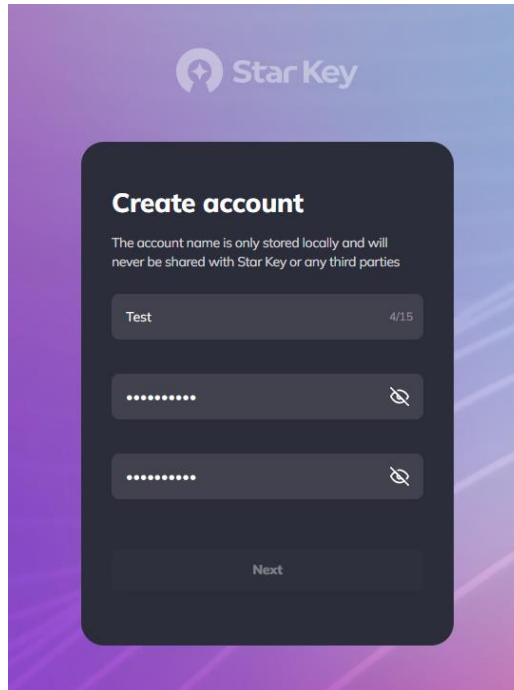 Star Key
Create account
The account name is only stored locally and will
never be shared with Star Key or any third parties
Test 4/15
••••••••••
••••••••••
Next